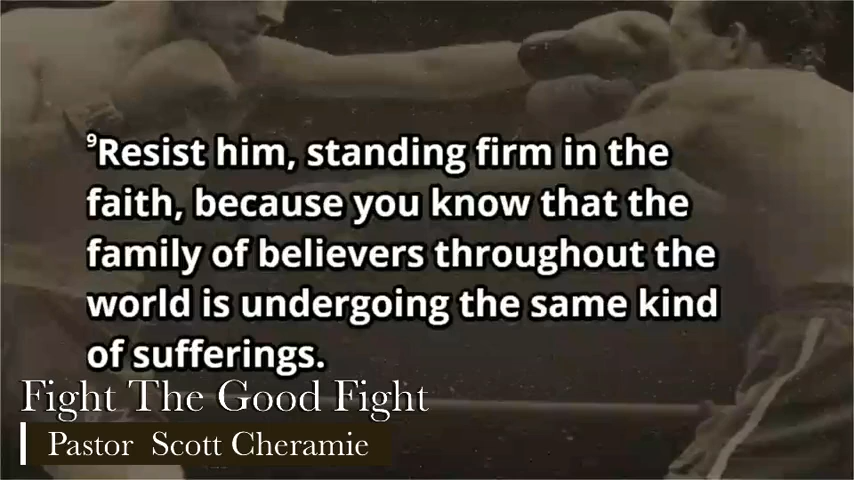 ⁹Resist him, standing firm in the
faith, because you know that the
family of believers throughout the
world is undergoing the same kind
of sufferings.
Fight The Good Fight
Pastor Scott Cheramie